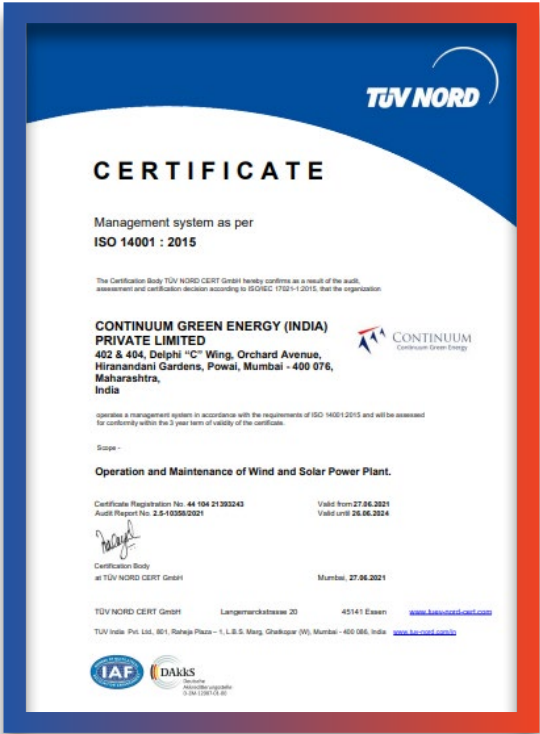 TÜV NORD
CERTIFICATE
Management system as per
ISO 14001 : 2015
The Certification Body TÜV NORD CERT GmbH hereby confirms as a result of the audit,
assessment and certification decision according to ISO/IEC 17021-1:2015, that the organization
CONTINUUM GREEN ENERGY (INDIA)
PRIVATE LIMITED
402 & 404, Delphi “C” Wing, Orchard Avenue,
Hiranandani Gardens, Powai, Mumbai - 400 076,
Maharashtra,
India
CONTINUUM
Continuum Green Energy
operates a management system in accordance with the requirements of ISO 14001:2015 and will be assessed
for conformity within the 3 year term of validity of the certificate.
Scope -
Operation and Maintenance of Wind and Solar Power Plant.
Certificate Registration No. 44 104 21393243 Valid from 27.06.2021
Audit Report No. 2.5-10358/2021 Valid until 26.06.2024
Certification Body
at TÜV NORD CERT GmbH Mumbai, 27.06.2021
TÜV NORD CERT GmbH Langemarckstrasse 20 45141 Essen www.tuev-nord-cert.com
TUV India Pvt. Ltd., 801, Raheja Plaza – 1, L.B.S. Marg, Ghatkopar (W), Mumbai - 400 086, India www.tuv-nord.com/in
IAF
DAkkS
Deutsche
Akkreditierungsstelle